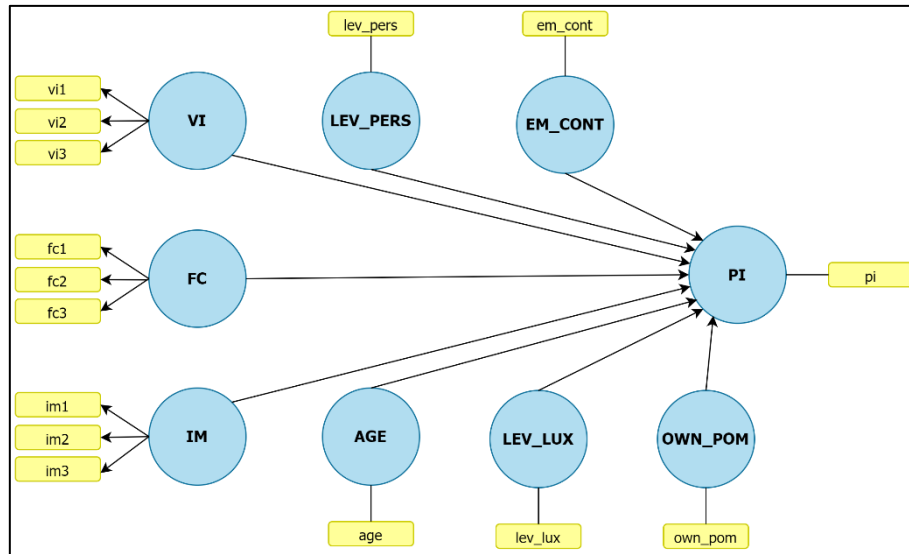 lev_pers
em_cont
vi1
vi2
vi3
VI
LEV_PERS
EM_CONT
fc1
fc2
fc3
FC
PI
pi
im1
im2
im3
IM
AGE
LEV_LUX
OWN_POM
age
lev_lux
own_pom